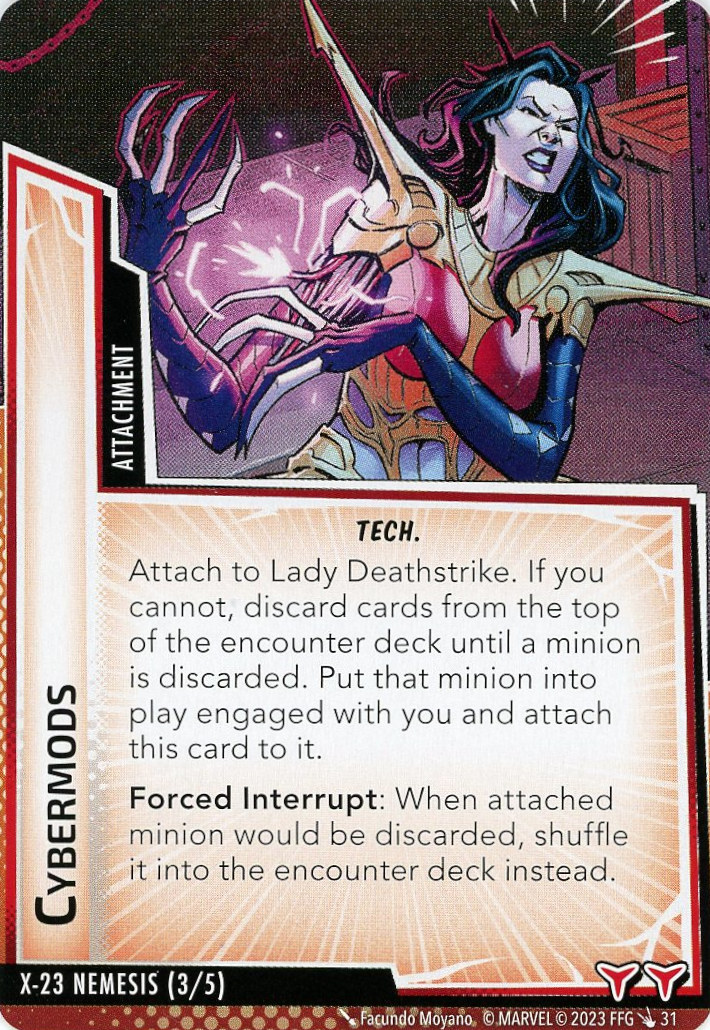 ATTACHMENT
TECH.
Attach to Lady Deathstrike. If you
cannot, discard cards from the top
of the encounter deck until a minion
is discarded. Put that minion into
play engaged with you and attach
this card to it.
Forced Interrupt: When attached
minion would be discarded, shuffle
it into the encounter deck instead.
CYBERMODS
X-23 NEMESIS (3/5)
Facundo Moyano. © MARVEL © 2023 FFG 31